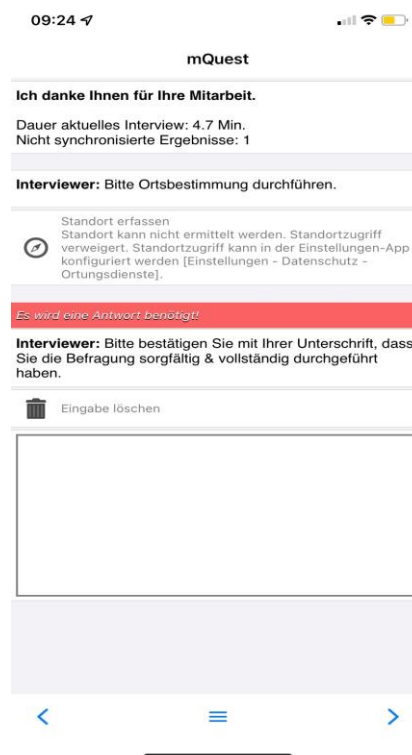 09:24
mQuest
Ich danke Ihnen für Ihre Mitarbeit.
Dauer aktuelles Interview: 4.7 Min.
Nicht synchronisierte Ergebnisse: 1
Interviewer: Bitte Ortsbestimmung durchführen.
Standort erfassen
Standort kann nicht ermittelt werden. Standortzugriff
verweigert. Standortzugriff kann in der Einstellungen-App
konfiguriert werden [Einstellungen - Datenschutz -
Ortungsdienste].
Es wird eine Antwort benötigt!
Interviewer: Bitte bestätigen Sie mit Ihrer Unterschrift, dass
Sie die Befragung sorgfältig & vollständig durchgeführt
haben.
Eingabe löschen